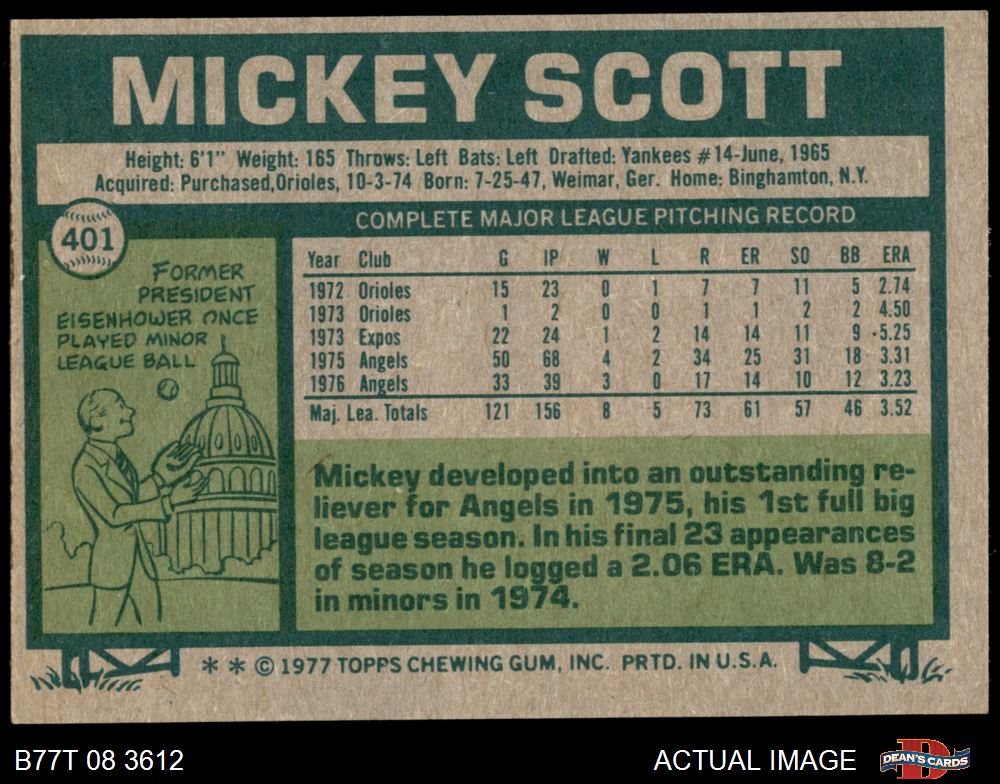 MICKEY SCOTT
Height: 6'1" Weight: 165 Throws: Left Bats: Left Drafted: Yankees #14-June, 1965
Acquired: Purchased, Orioles, 10-3-74 Born: 7-25-47, Weimar, Ger. Home: Binghamton, N.Y.
401
FORMER
PRESIDENT
EISENHOWER ONCE
PLAYED MINOR
LEAGUE BALL
COMPLETE MAJOR LEAGUE PITCHING RECORD
Year Club G IP W L R ER SO BB ERA
1972 Orioles 15 23 0 1 7 7 11 5 2.74
1973 Orioles 1 2 0 0 1 1 2 2 4.50
1973 Expos 22 24 1 2 14 14 11 9 5.25
1975 Angels 50 68 4 2 34 25 31 18 3.31
1976 Angels 33 39 3 0 17 14 10 12 3.23
Maj. Lea. Totals 121 156 8 5 73 61 57 46 3.52
Mickey developed into an outstanding re-
liever for Angels in 1975, his 1st full big
league season. In his final 23 appearances
of season he logged a 2.06 ERA. Was 8-2
in minors in 1974.
* * © 1977 TOPPS CHEWING GUM, INC. PRTD. IN U.S.A.
B77T 08 3612
ACTUAL IMAGE
DEAN'S CARDS